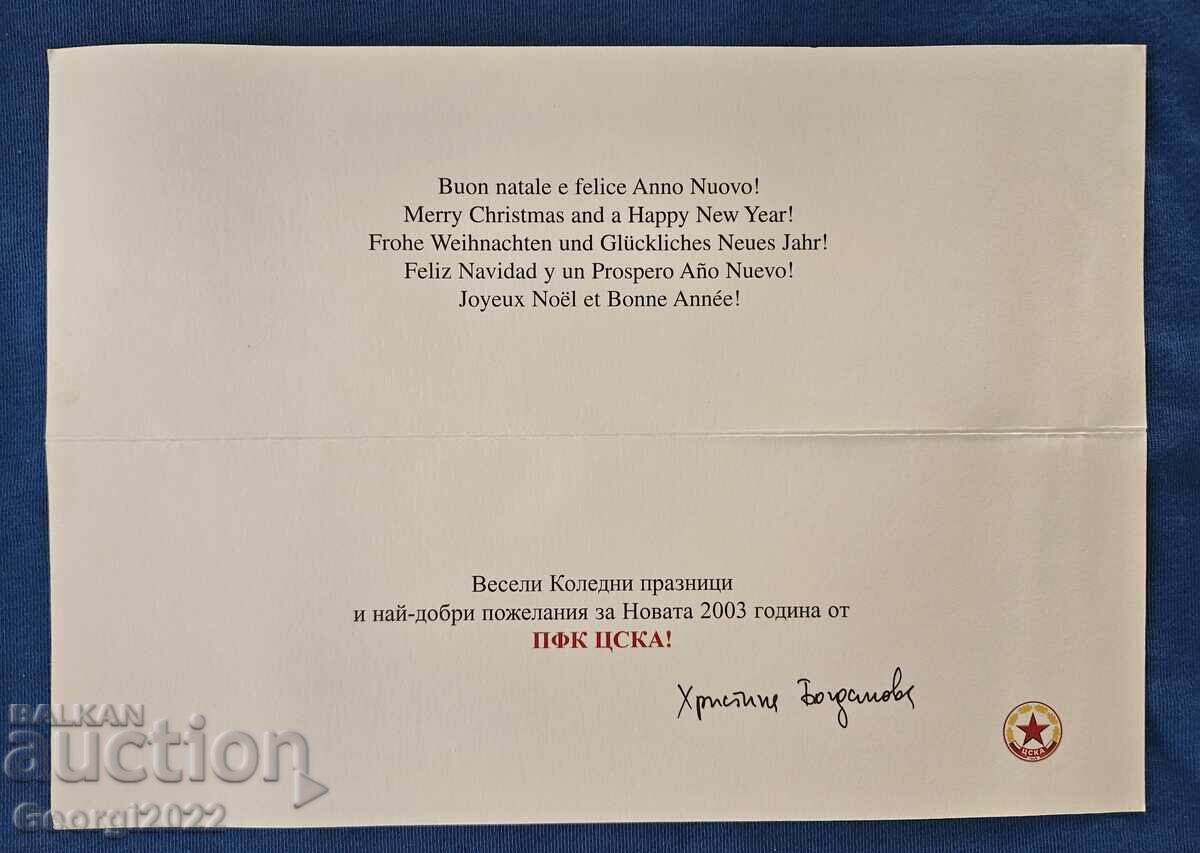 Buon natale e felice Anno Nuovo!
Merry Christmas and a Happy New Year!
Frohe Weihnachten und Glückliches Neues Jahr!
Feliz Navidad y un Prospero Año Nuevo!
Joyeux Noël et Bonne Année!
Весели Коледни празници
и най-добри пожелания за Новата 2003 година от
ПФК ЦСКА!
Христина Богданова
ЦСКА
BALKAN
auction
Georgi2022